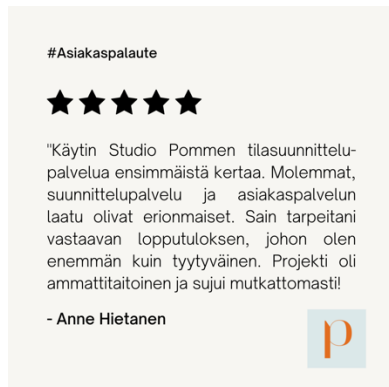 #Asiakaspalaute
"Käytin Studio Pommen tilasuunnittelu-
palvelua ensimmäistä kertaa. Molemmat,
suunnittelupalvelu ja asiakaspalvelun
laatu olivat erionmaiset. Sain tarpeitani
vastaavan lopputuloksen, johon olen
enemmän kuin tyytyväinen. Projekti oli
ammattitaitoinen ja sujui mutkattomasti!
- Anne Hietanen
p